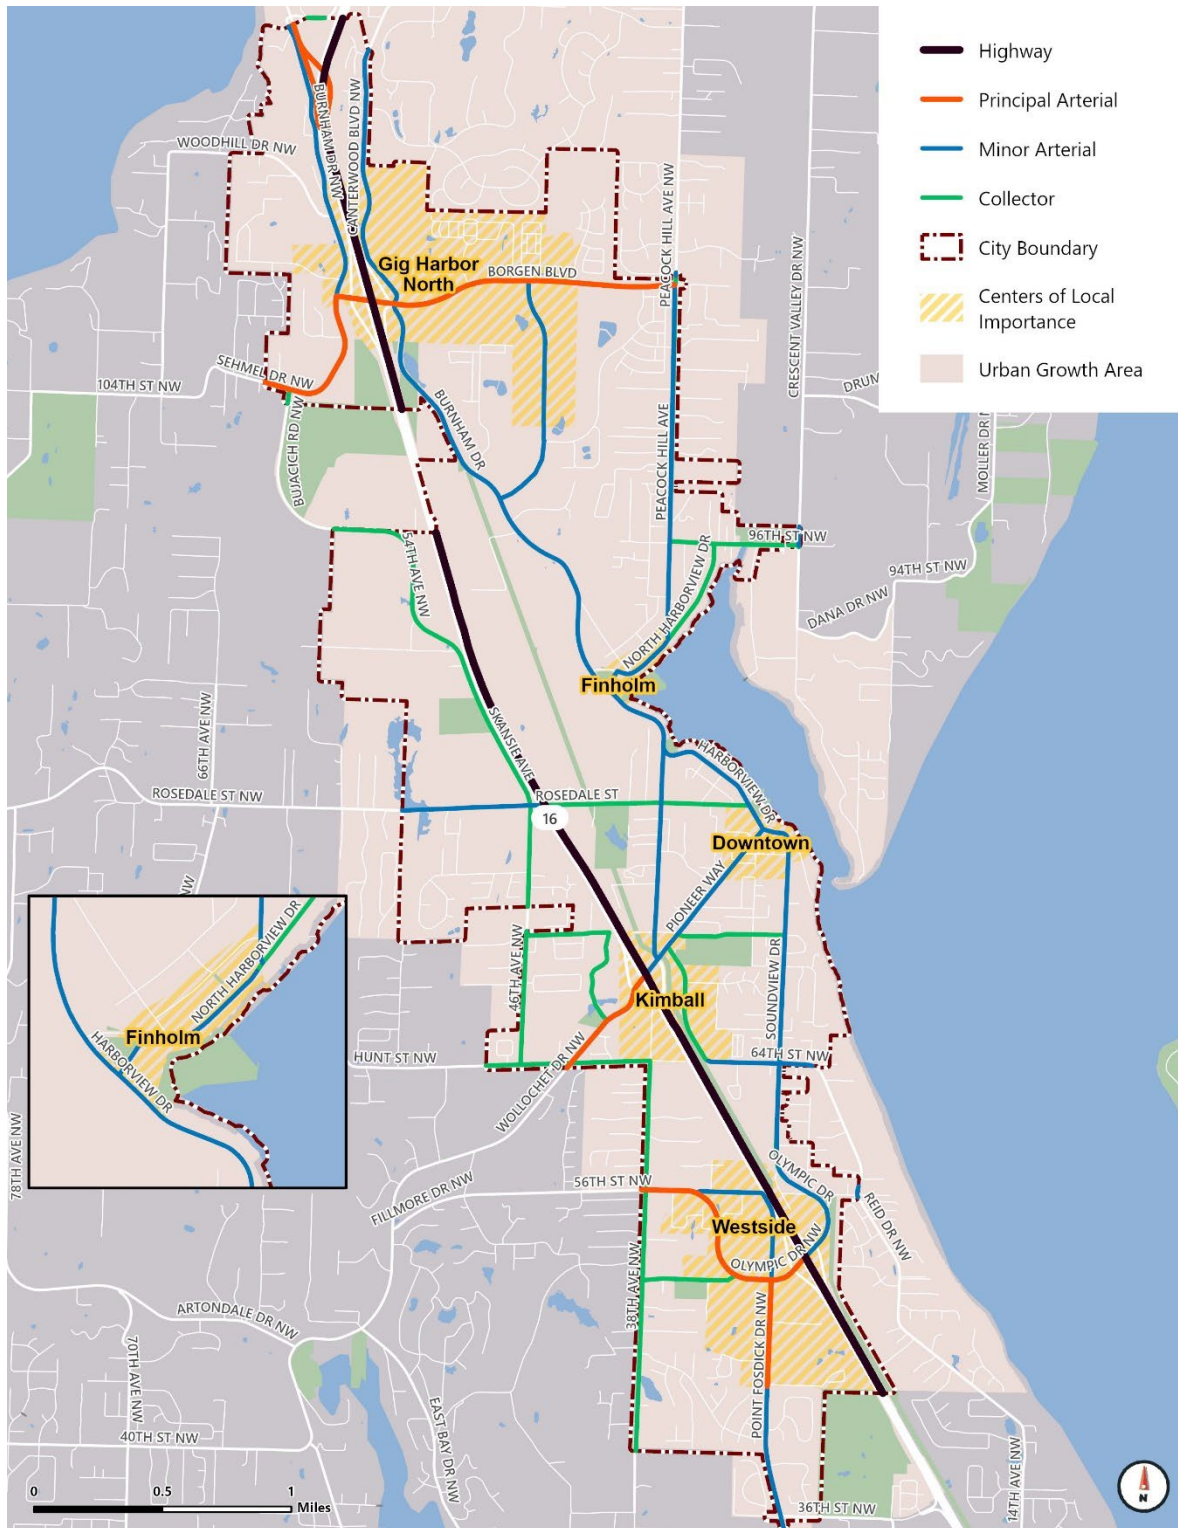 Highway
Principal Arterial
Minor Arterial
Collector
City Boundary
Centers of Local
Importance
Urban Growth Area
WOODHILL DR NW
BURNHAM DR NW
CANTERWOOD BLVD NW
PEACOCK HILL AVE NW
CRESCENT VALLEY DR NW
Gig Harbor
North
BORGEN BLVD
SEHMEL DR NW
104TH ST NW
BUJACICH RD NW
BURNHAM DR
PEACOCK HILL AVE
DRUM
MOLLER DR N
96TH ST NW
54TH AVE NW
NORTH HARBORVIEW DR
94TH ST NW
DANA DR NW
Finholm
66TH AVE NW
SKANSIE AVE
HARBORVIEW DR
ROSEDALE ST NW
ROSEDALE ST
16
Downtown
PIONEER WAY
NW
46TH AVE NW
SOUNDVIEW DR
Kimball
NORTH HARBORVIEW DR
Finholm
HARBORVIEW DR
HUNT ST NW
64TH ST NW
WOLLOCHET DR NW
78TH AVE NW
FILLMORE DR NW
56TH ST NW
OLYMPIC DR
REID DR NW
Westside
OLYMPIC DR NW
38TH AVE NW
POINT FOSDICK DR NW
ARTONDALE DR NW
70TH AVE NW
EAST BAY DR NW
40TH ST NW
14TH AVE NW
36TH ST NW
0
0.5
1
Miles
N